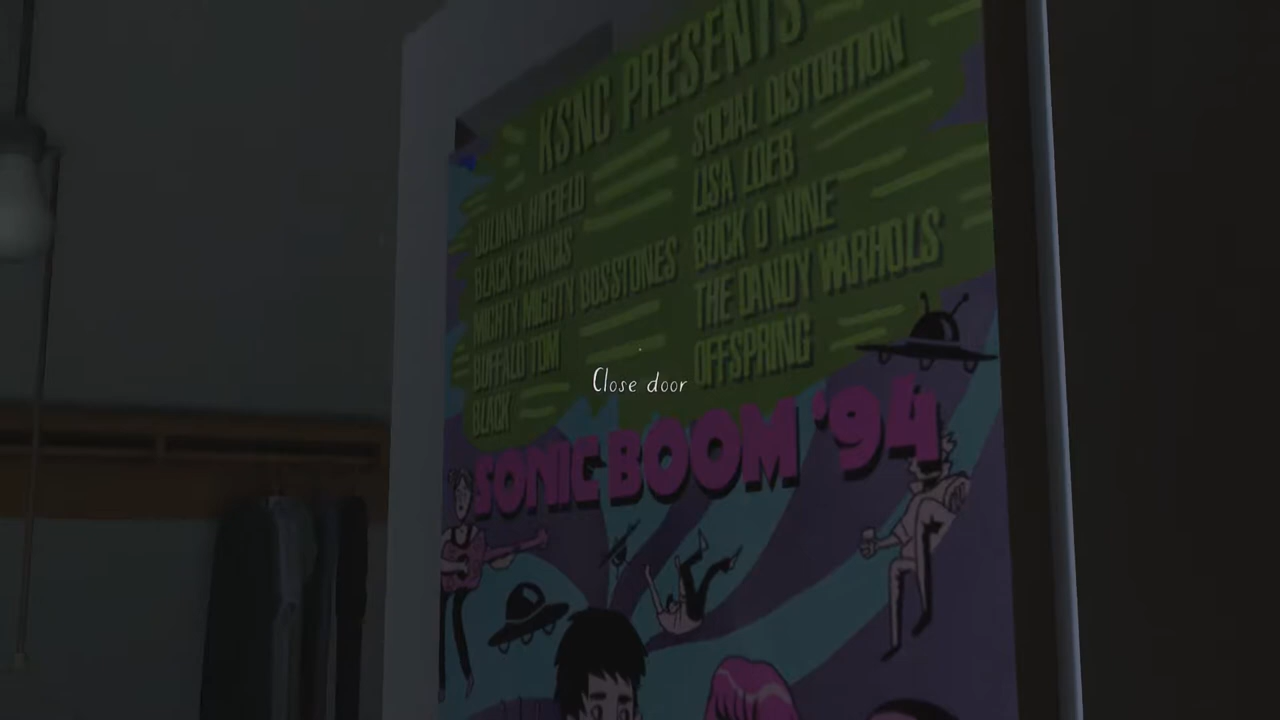 KSNC PRESENTS
JULIANA HATFIELD
BLACK FRANCIS
MIGHTY MIGHTY BOSSTONES
BUFFALO TOM
BLACK
SOCIAL DISTORTION
LISA LOEB
BUCK O NINE
THE DANDY WARHOLS
OFFSPRING
Close door
SONIC BOOM '94